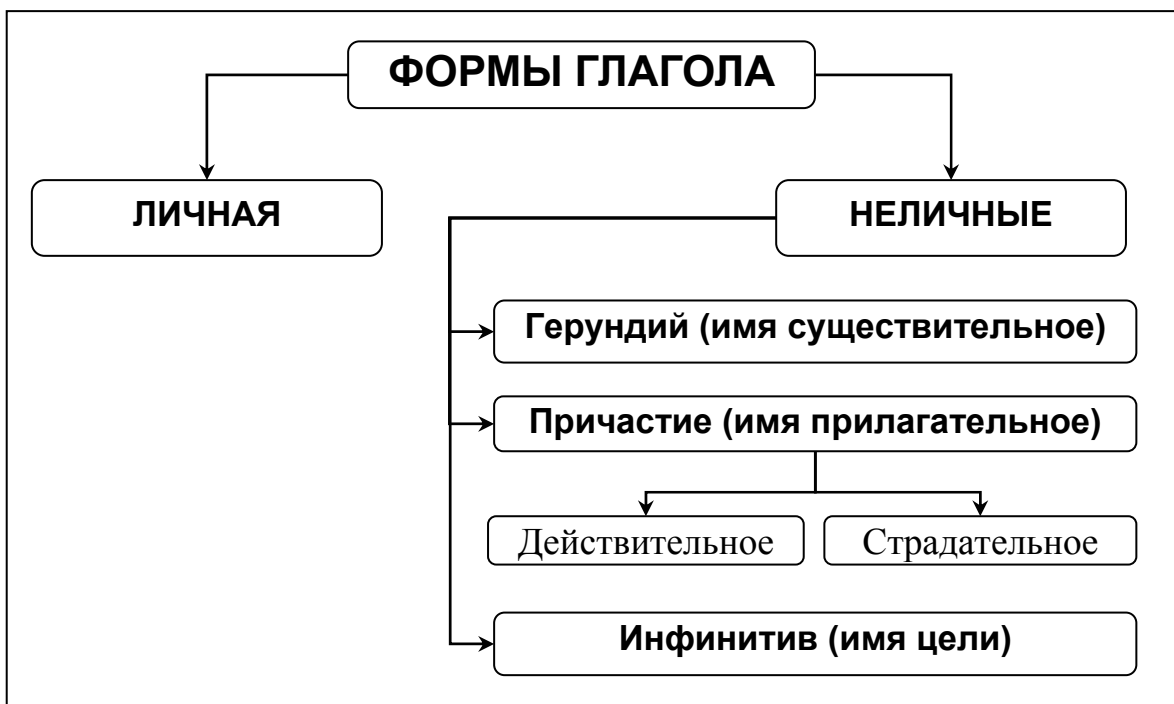 ФОРМЫ ГЛАГОЛА
ЛИЧНАЯ
НЕЛИЧНЫЕ
Герундий (имя существительное)
Причастие (имя прилагательное)
Действительное
Страдательное
Инфинитив (имя цели)